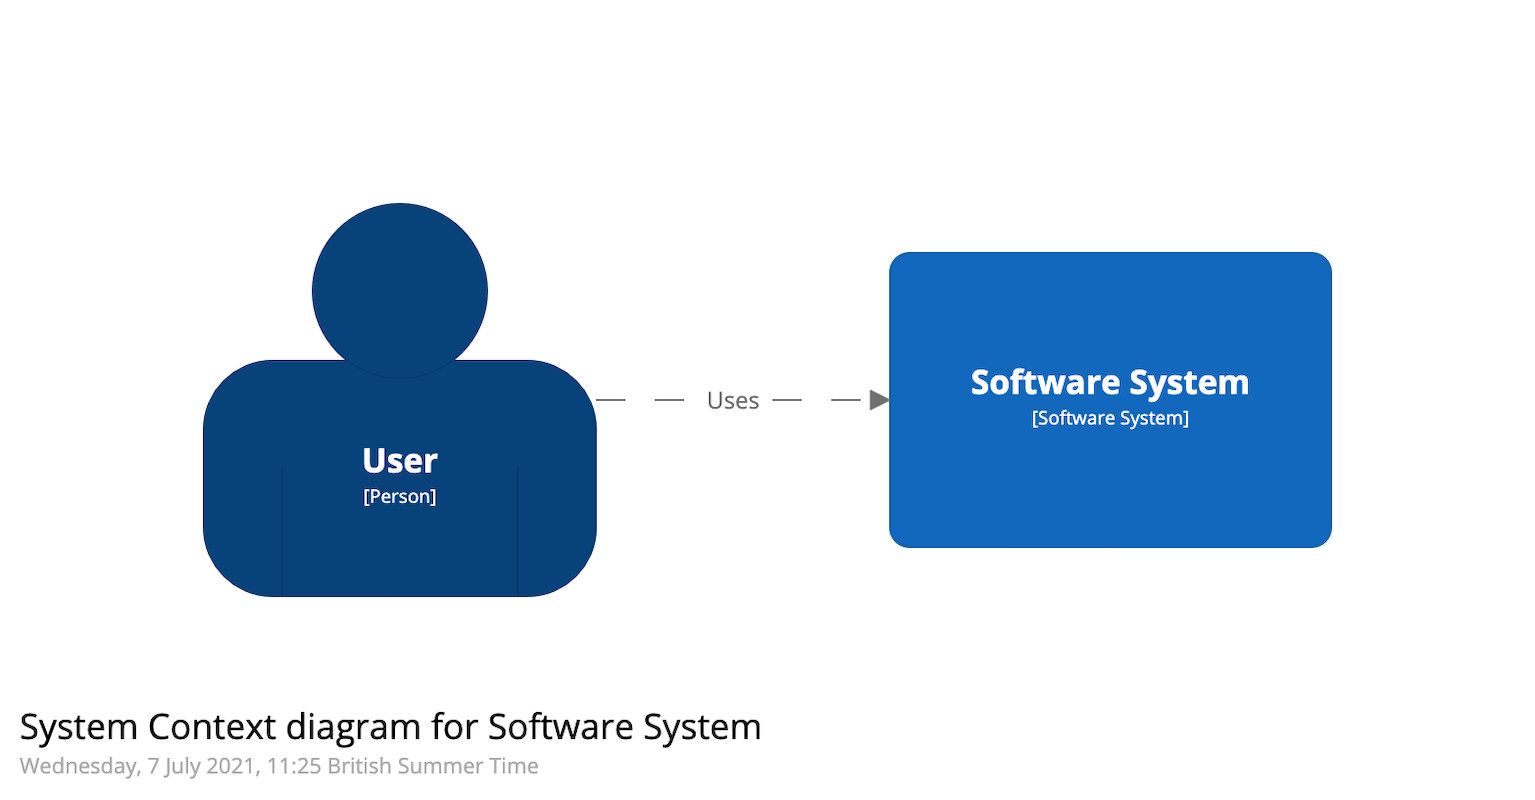 User
[Person]
Uses
Software System
[Software System]
System Context diagram for Software System
Wednesday, 7 July 2021, 11:25 British Summer Time